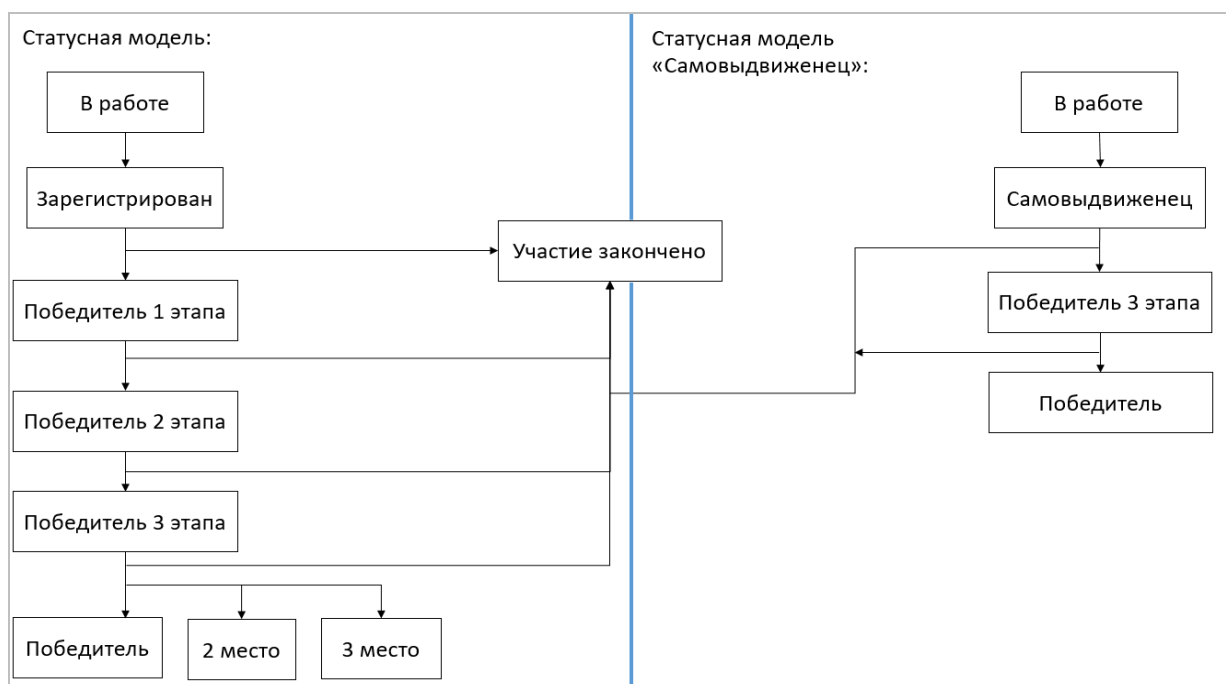 Статусная модель:
В работе
Зарегистрирован
Победитель 1 этапа
Победитель 2 этапа
Победитель 3 этапа
Победитель
2 место
3 место
Участие закончено
Статусная модель
«Самовыдвиженец»:
В работе
Самовыдвиженец
Победитель 3 этапа
Победитель